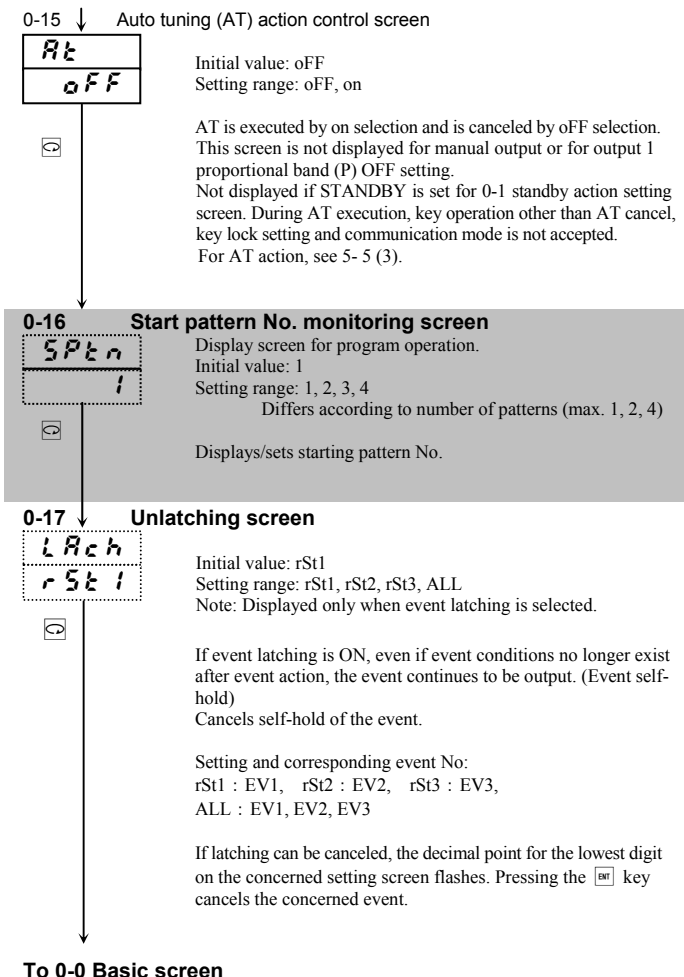 0-15 ↓ Auto tuning (AT) action control screen
At
oFF
Initial value: oFF
Setting range: oFF, on
AT is executed by on selection and is canceled by oFF selection.
This screen is not displayed for manual output or for output 1
proportional band (P) OFF setting.
Not displayed if STANDBY is set for 0-1 standby action setting
screen. During AT execution, key operation other than AT cancel,
key lock setting and communication mode is not accepted.
For AT action, see 5- 5 (3).
0-16 Start pattern No. monitoring screen
SPtn
1
Display screen for program operation.
Initial value: 1
Setting range: 1, 2, 3, 4
Differs according to number of patterns (max. 1, 2, 4)
Displays/sets starting pattern No.
0-17 ↓ Unlatching screen
LAch
rSt1
Initial value: rSt1
Setting range: rSt1, rSt2, rSt3, ALL
Note: Displayed only when event latching is selected.
If event latching is ON, even if event conditions no longer exist
after event action, the event continues to be output. (Event self-
hold)
Cancels self-hold of the event.
Setting and corresponding event No:
rSt1 : EV1, rSt2 : EV2, rSt3 : EV3,
ALL : EV1, EV2, EV3
If latching can be canceled, the decimal point for the lowest digit
on the concerned setting screen flashes. Pressing the ENT key
cancels the concerned event.
To 0-0 Basic screen